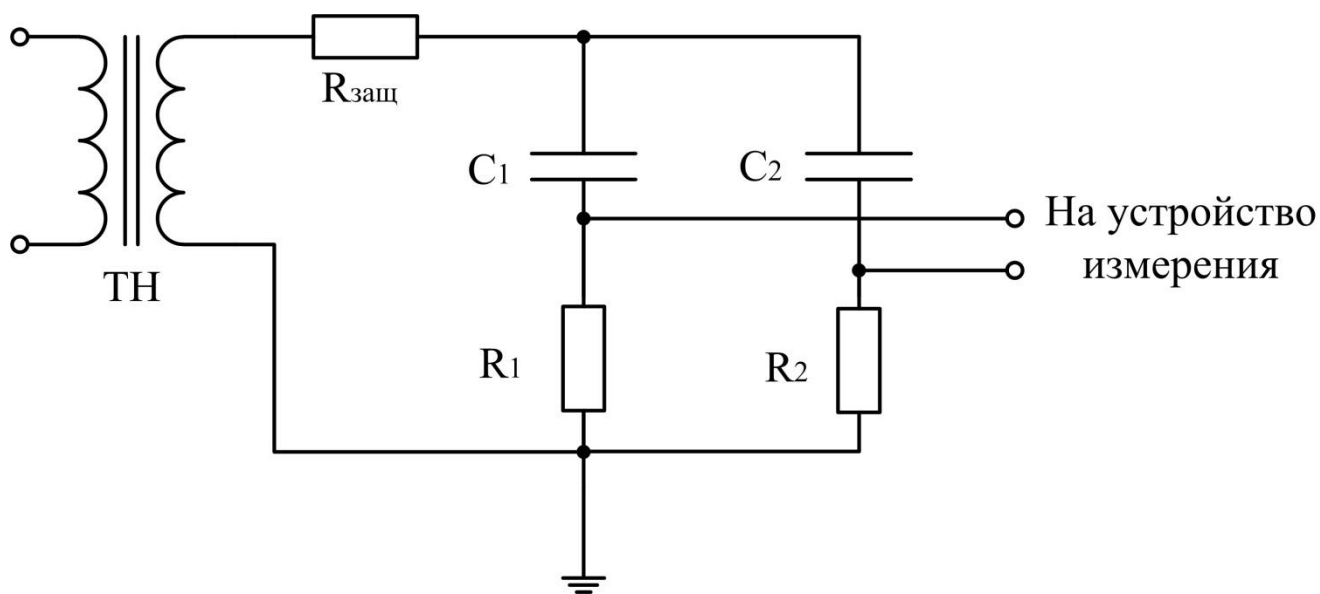 Rзащ
C1
C2
На устройство
измерения
ТН
R1
R2